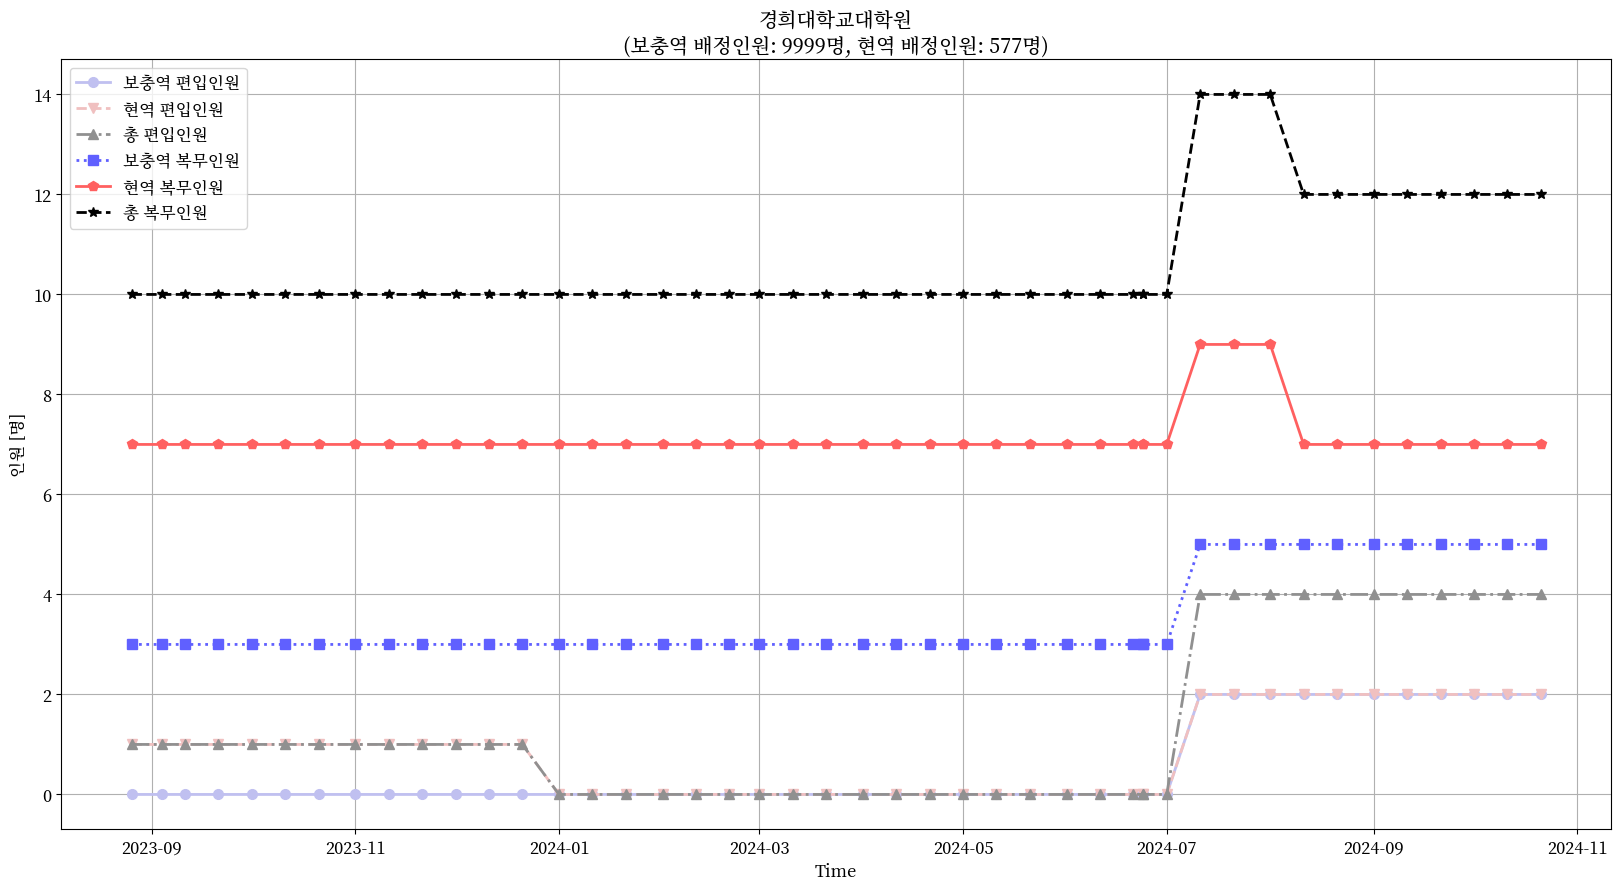 경희대학교대학원
(보충역 배정인원: 9999명, 현역 배정인원: 577명)
보충역 편입인원
현역 편입인원
총 편입인원
보충역 복무인원
현역 복무인원
총 복무인원
14
12
10
8
6
4
2
0
인원 [명]
2023-09
2023-11
2024-01
2024-03
2024-05
2024-07
2024-09
2024-11
Time